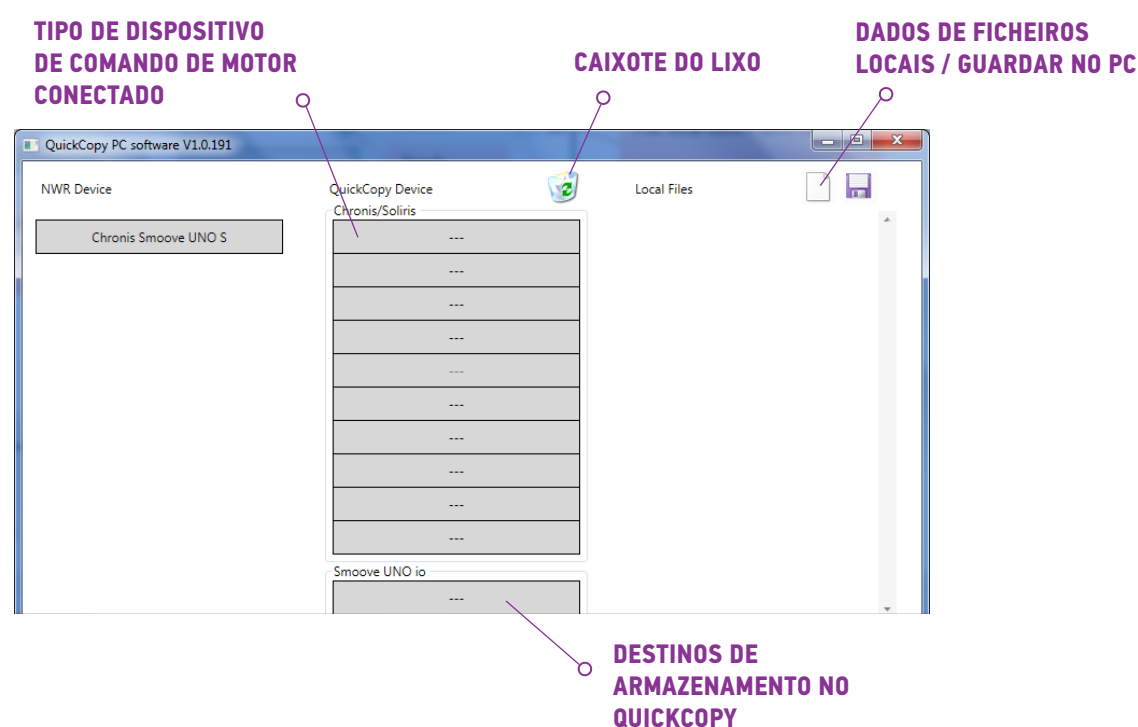 TIPO DE DISPOSITIVO
DE COMANDO DE MOTOR
CONECTADO
CAIXOTE DO LIXO
DADOS DE FICHEIROS
LOCAIS / GUARDAR NO PC
QuickCopy PC software V1.0.191
NWR Device
QuickCopy Device
Local Files
Chronis Smoove UNO S
Chronis/Soliris
---
---
---
---
---
---
---
---
---
---
Smoove UNO io
---
DESTINOS DE
ARMAZENAMENTO NO
QUICKCOPY